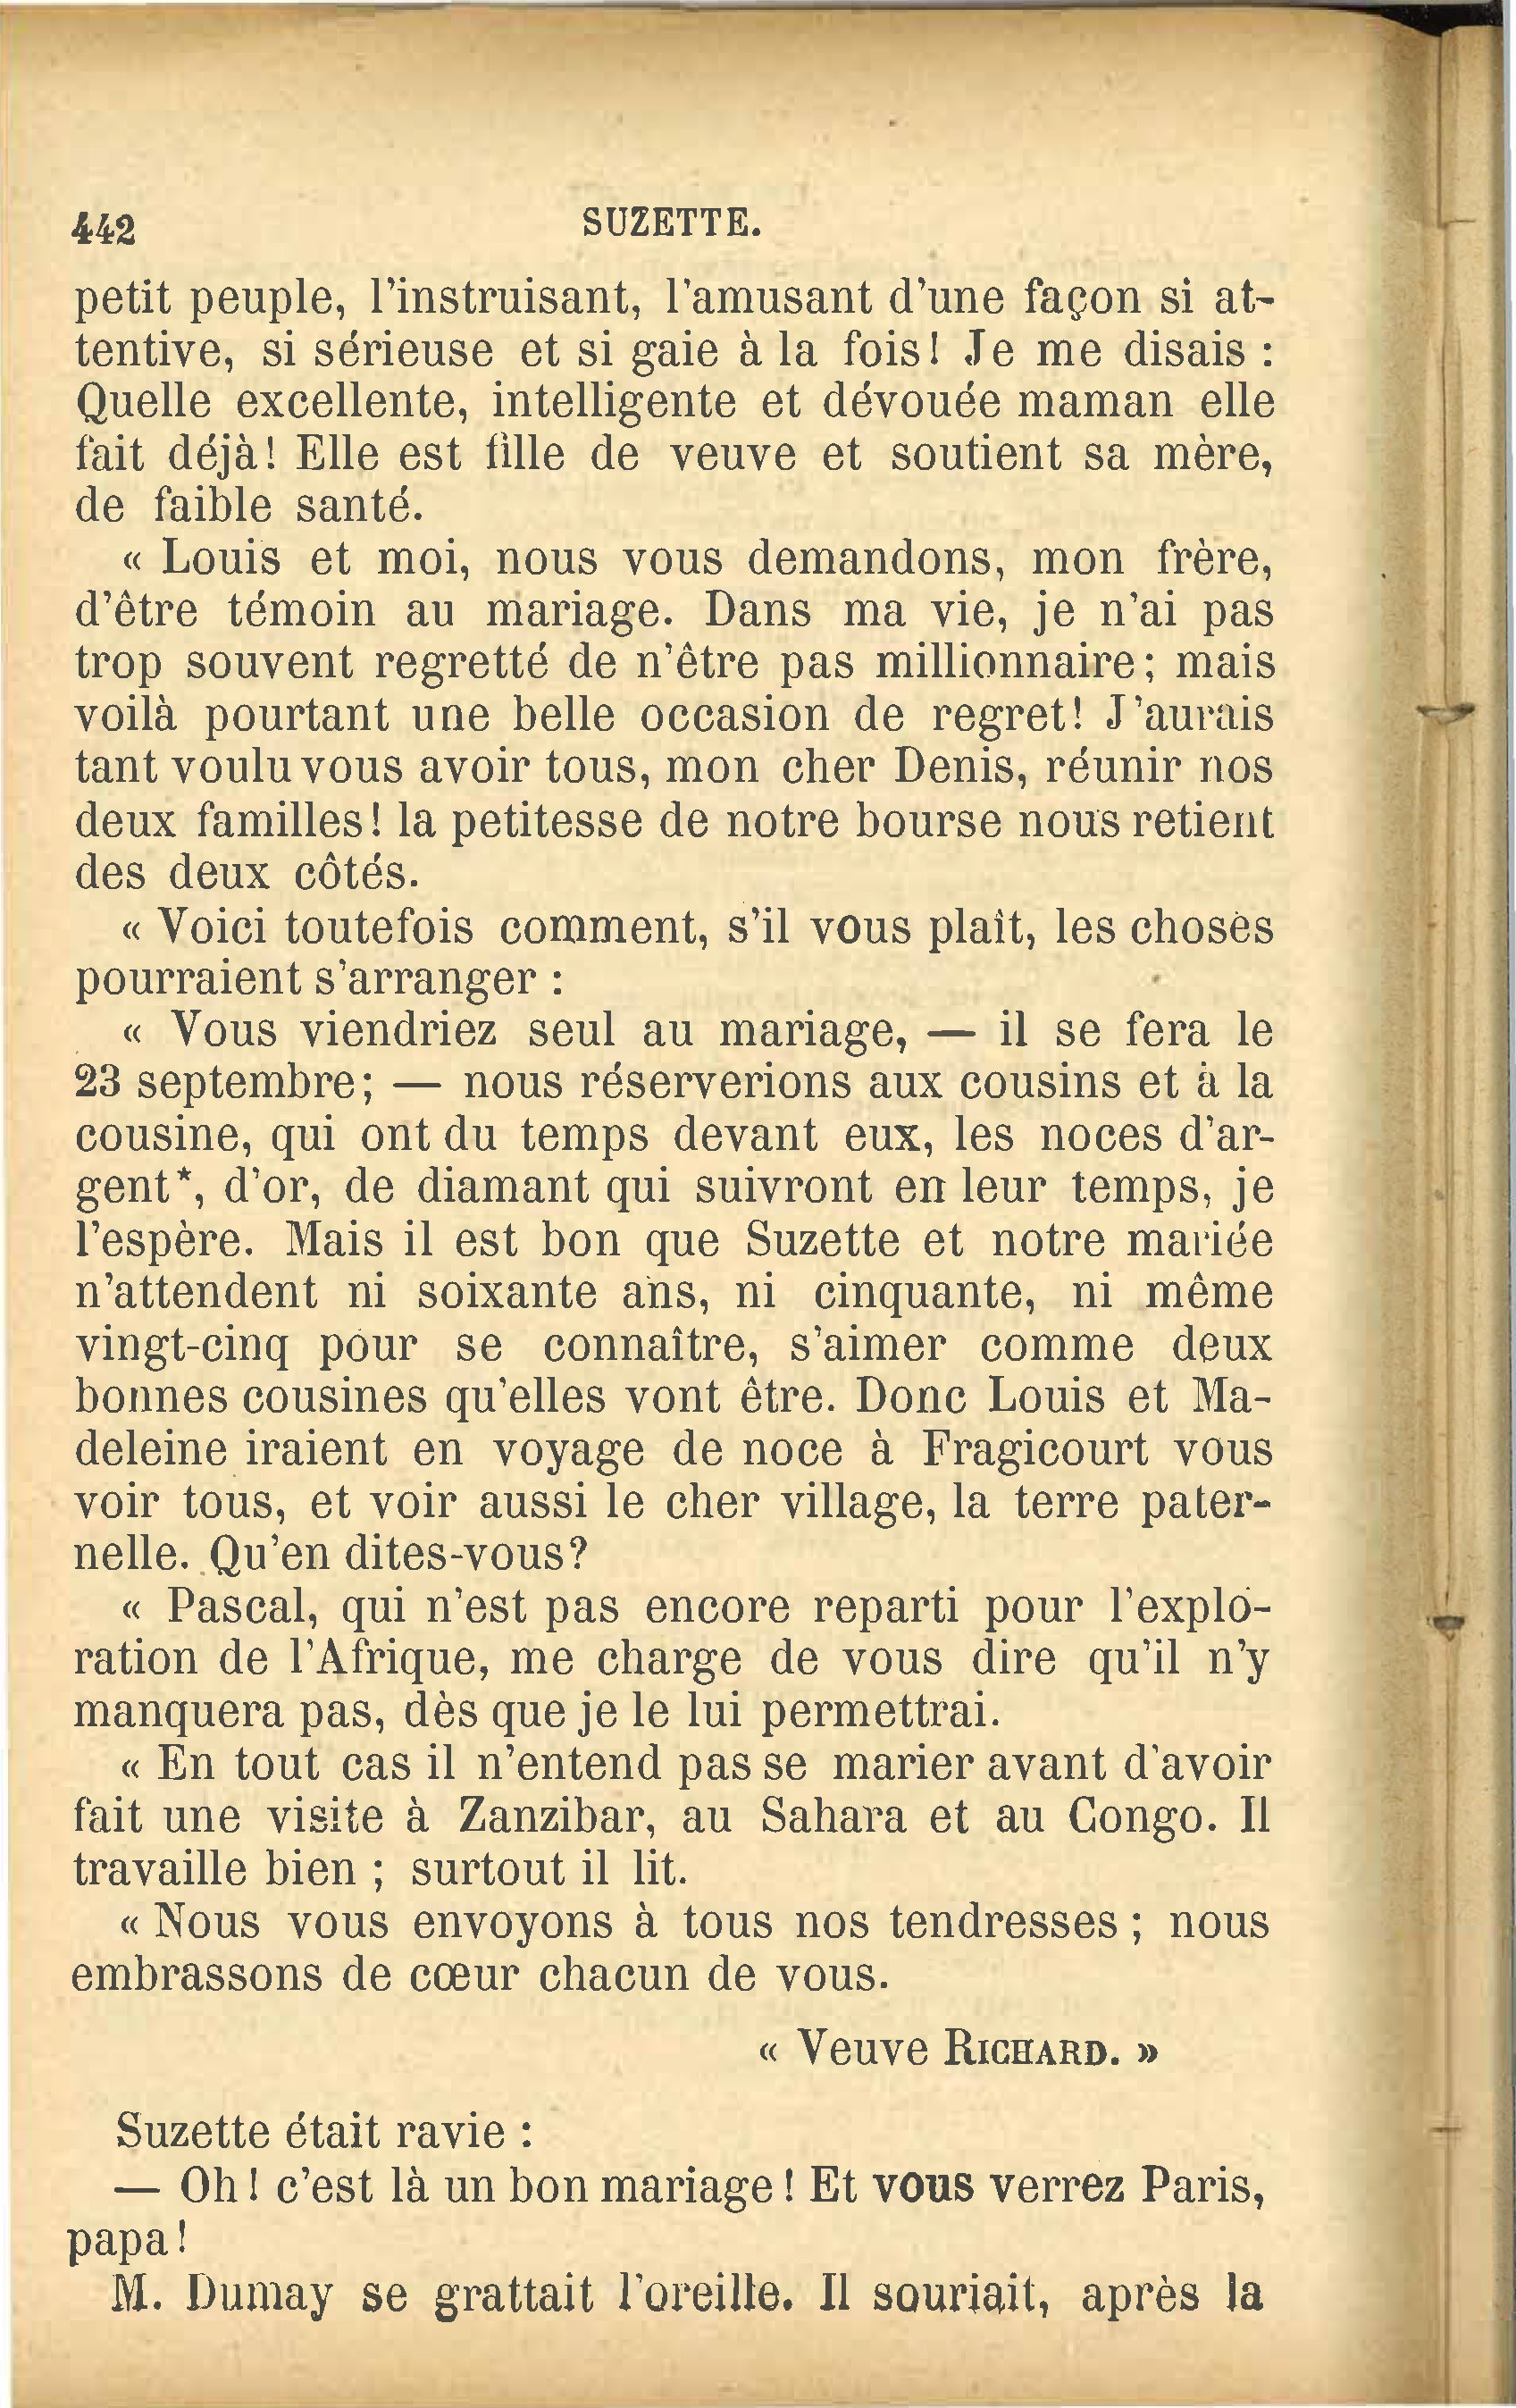 442 SUZETTE.
petit peuple, l'instruisant, l'amusant d'une façon si at-
tentive, si sérieuse et si gaie à la fois! Je me disais :
Quelle excellente, intelligente et dévouée maman elle
fait déjà! Elle est fille de veuve et soutient sa mère,
de faible santé.
« Louis et moi, nous vous demandons, mon frère,
d'être témoin au mariage. Dans ma vie, je n'ai pas
trop souvent regretté de n'être pas millionnaire; mais
voilà pourtant une belle occasion de regret! J'aurais
tant voulu vous avoir tous, mon cher Denis, réunir nos
deux familles! la petitesse de notre bourse nous retient
des deux côtés.
« Voici toutefois comment, s'il vous plaît, les choses
pourraient s'arranger :
« Vous viendriez seul au mariage, — il se fera le
23 septembre; — nous réserverions aux cousins et à la
cousine, qui ont du temps devant eux, les noces d'ar-
gent*, d'or, de diamant qui suivront en leur temps, je
l'espère. Mais il est bon que Suzette et notre mariée
n'attendent ni soixante ans, ni cinquante, ni même
vingt-cinq pour se connaître, s'aimer comme deux
bonnes cousines qu'elles vont être. Donc Louis et Ma-
deleine iraient en voyage de noce à Fragicourt vous
voir tous, et voir aussi le cher village, la terre pater-
nelle. Qu'en dites-vous?
« Pascal, qui n'est pas encore reparti pour l'explo-
ration de l'Afrique, me charge de vous dire qu'il n'y
manquera pas, dès que je le lui permettrai.
« En tout cas il n'entend pas se marier avant d'avoir
fait une visite à Zanzibar, au Sahara et au Congo. Il
travaille bien ; surtout il lit.
« Nous vous envoyons à tous nos tendresses ; nous
embrassons de cœur chacun de vous.
« Veuve RICHARD. »
Suzette était ravie :
— Oh! c'est là un bon mariage! Et vous verrez Paris,
papa!
M. Dumay se grattait l'oreille. Il souriait, après la